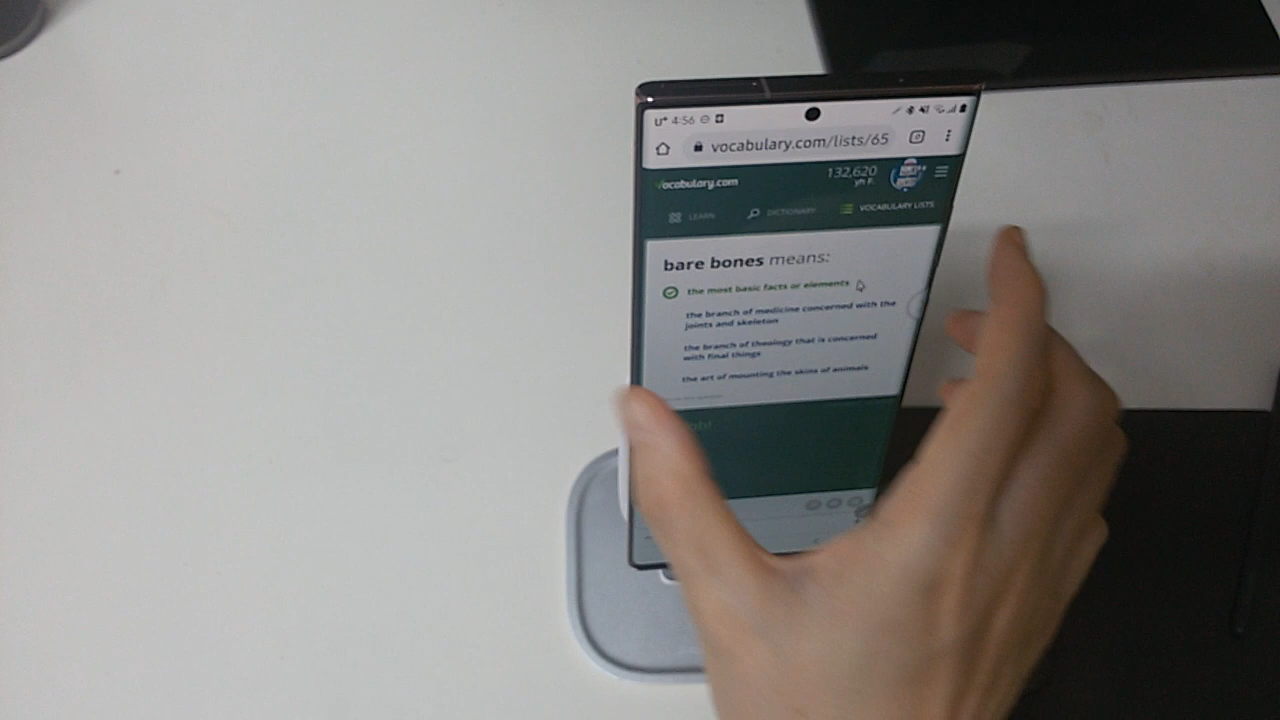 U+ 4:56
vocabulary.com/lists/65
Vocabulary.com
132,620
yh F.
LEARN
DICTIONARY
VOCABULARY LISTS
bare bones means:
the most basic facts or elements
the branch of medicine concerned with the
joints and skeleton
the branch of theology that is concerned
with final things
the art of mounting the skins of animals